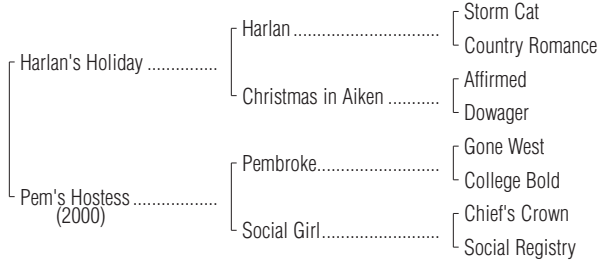 Storm Cat
Harlan
Country Romance
Harlan's Holiday
Affirmed
Christmas in Aiken
Dowager
Gone West
Pembroke
College Bold
Pem's Hostess
(2000)
Chief's Crown
Social Girl
Social Registry